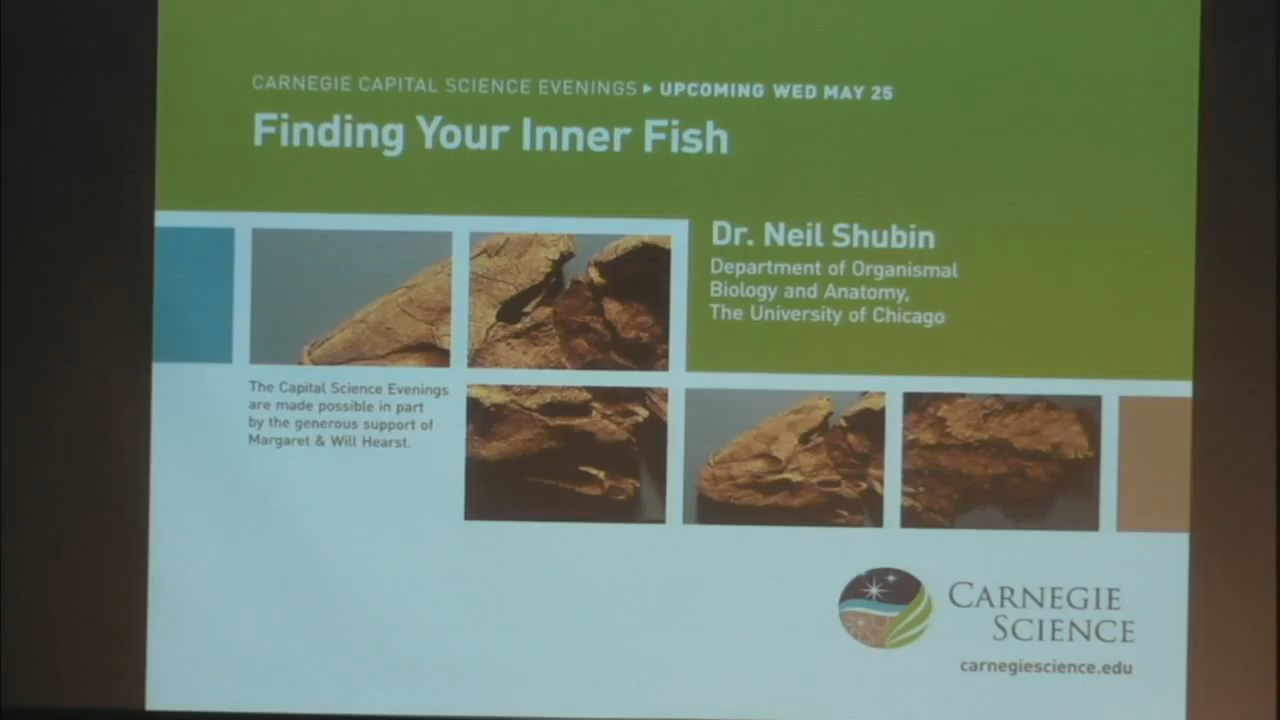 CARNEGIE CAPITAL SCIENCE EVENINGS ▸ UPCOMING WED MAY 25
Finding Your Inner Fish
Dr. Neil Shubin
Department of Organismal
Biology and Anatomy,
The University of Chicago
The Capital Science Evenings
are made possible in part
by the generous support of
Margaret & Will Hearst.
CARNEGIE
SCIENCE
carnegiescience.edu